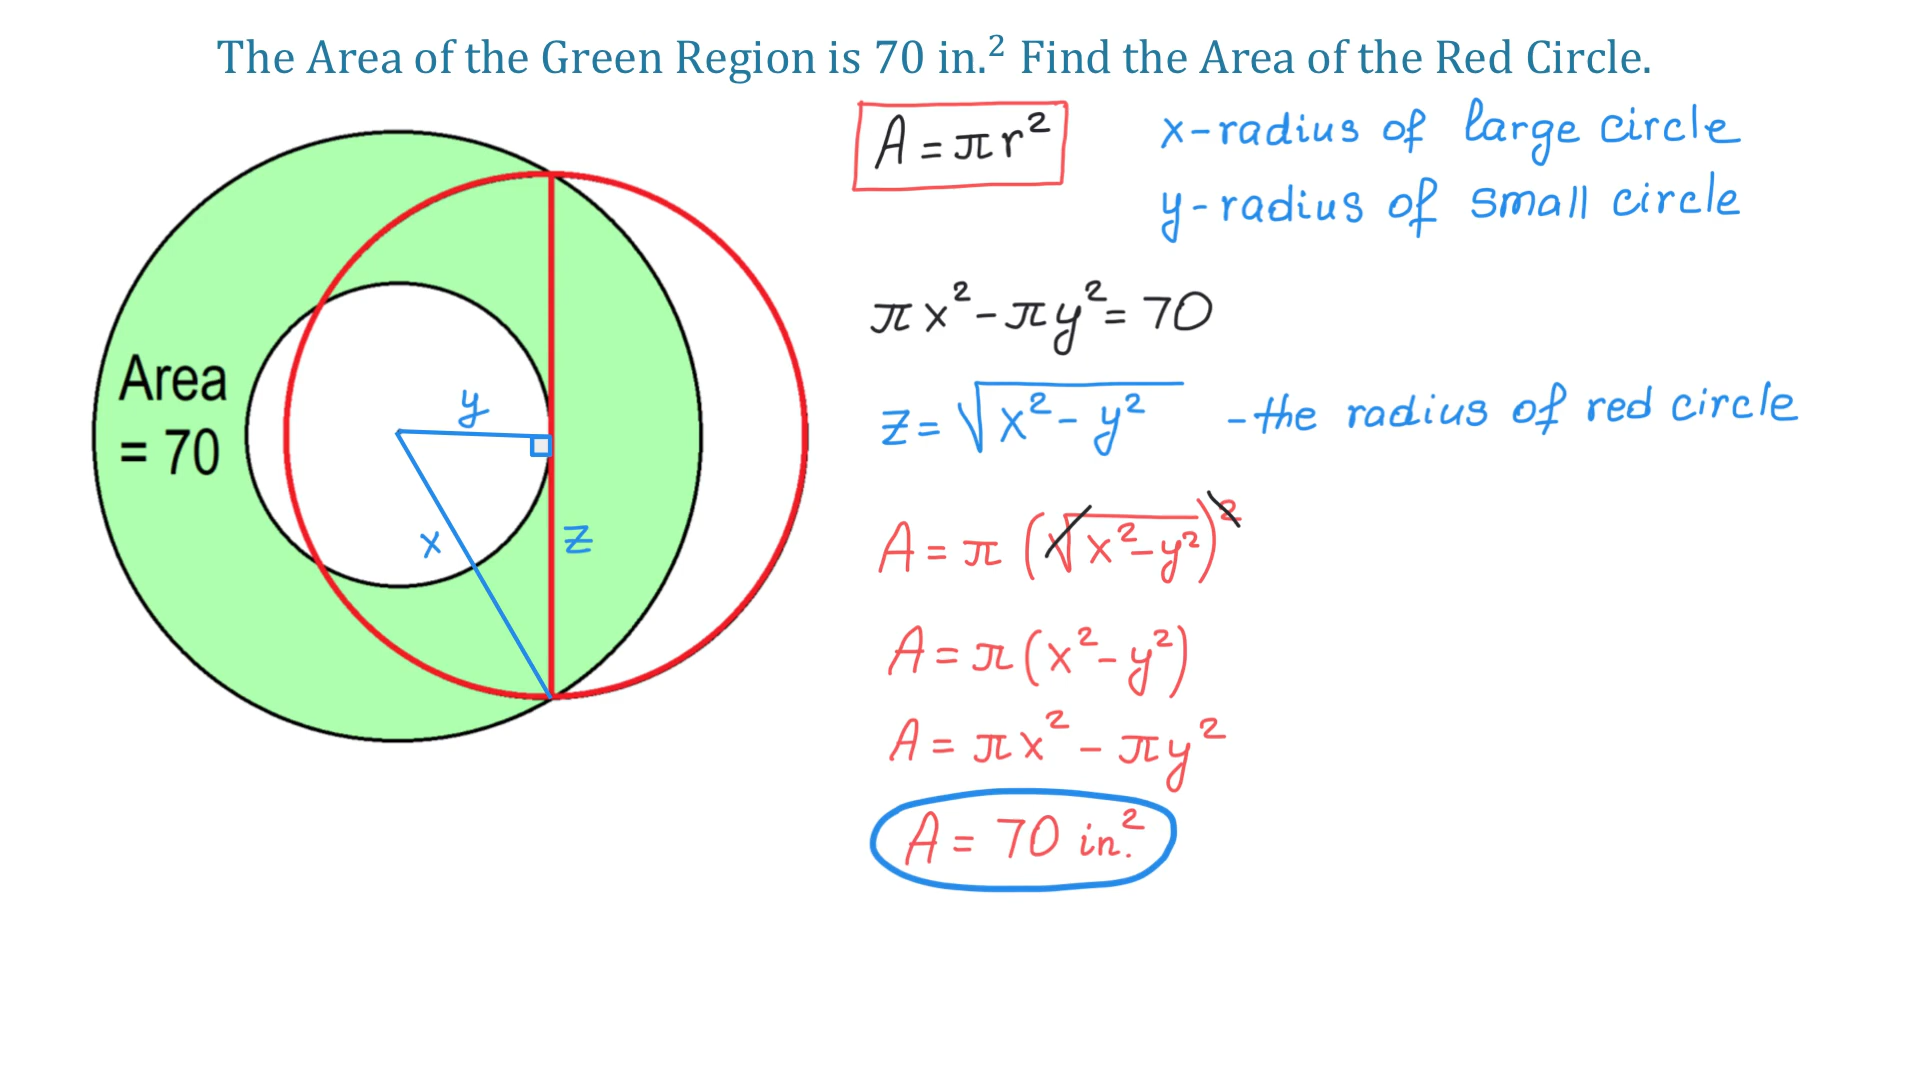 The Area of the Green Region is 70 in.² Find the Area of the Red Circle.
A = πr²
x-radius of large circle
y-radius of small circle
πx² - πy² = 70
z = √x² - y² - the radius of red circle
A = π (√x² - y²)²
A = π (x² - y²)
A = πx² - πy²
A = 70 in.²
Area
= 70
y
x
z